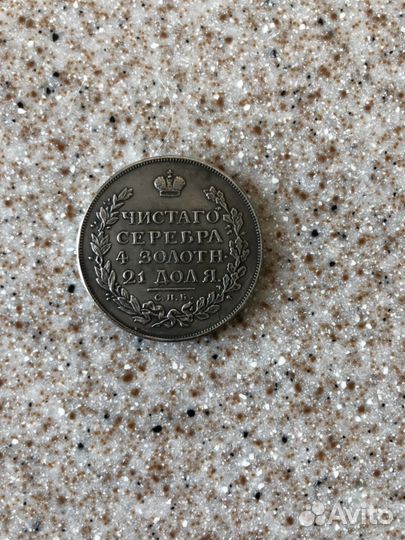 ЧИСТАГО
СЕРЕБРА
4 ЗОЛОТН.
21 ДОЛЯ.
С.П.Б.
Avito